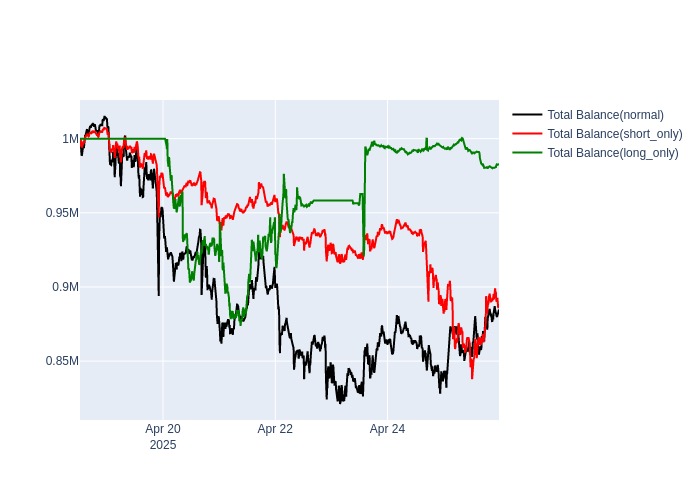 Total Balance(normal)
Total Balance(short_only)
Total Balance(long_only)
1M
0.95M
0.9M
0.85M
Apr 20
2025
Apr 22
Apr 24